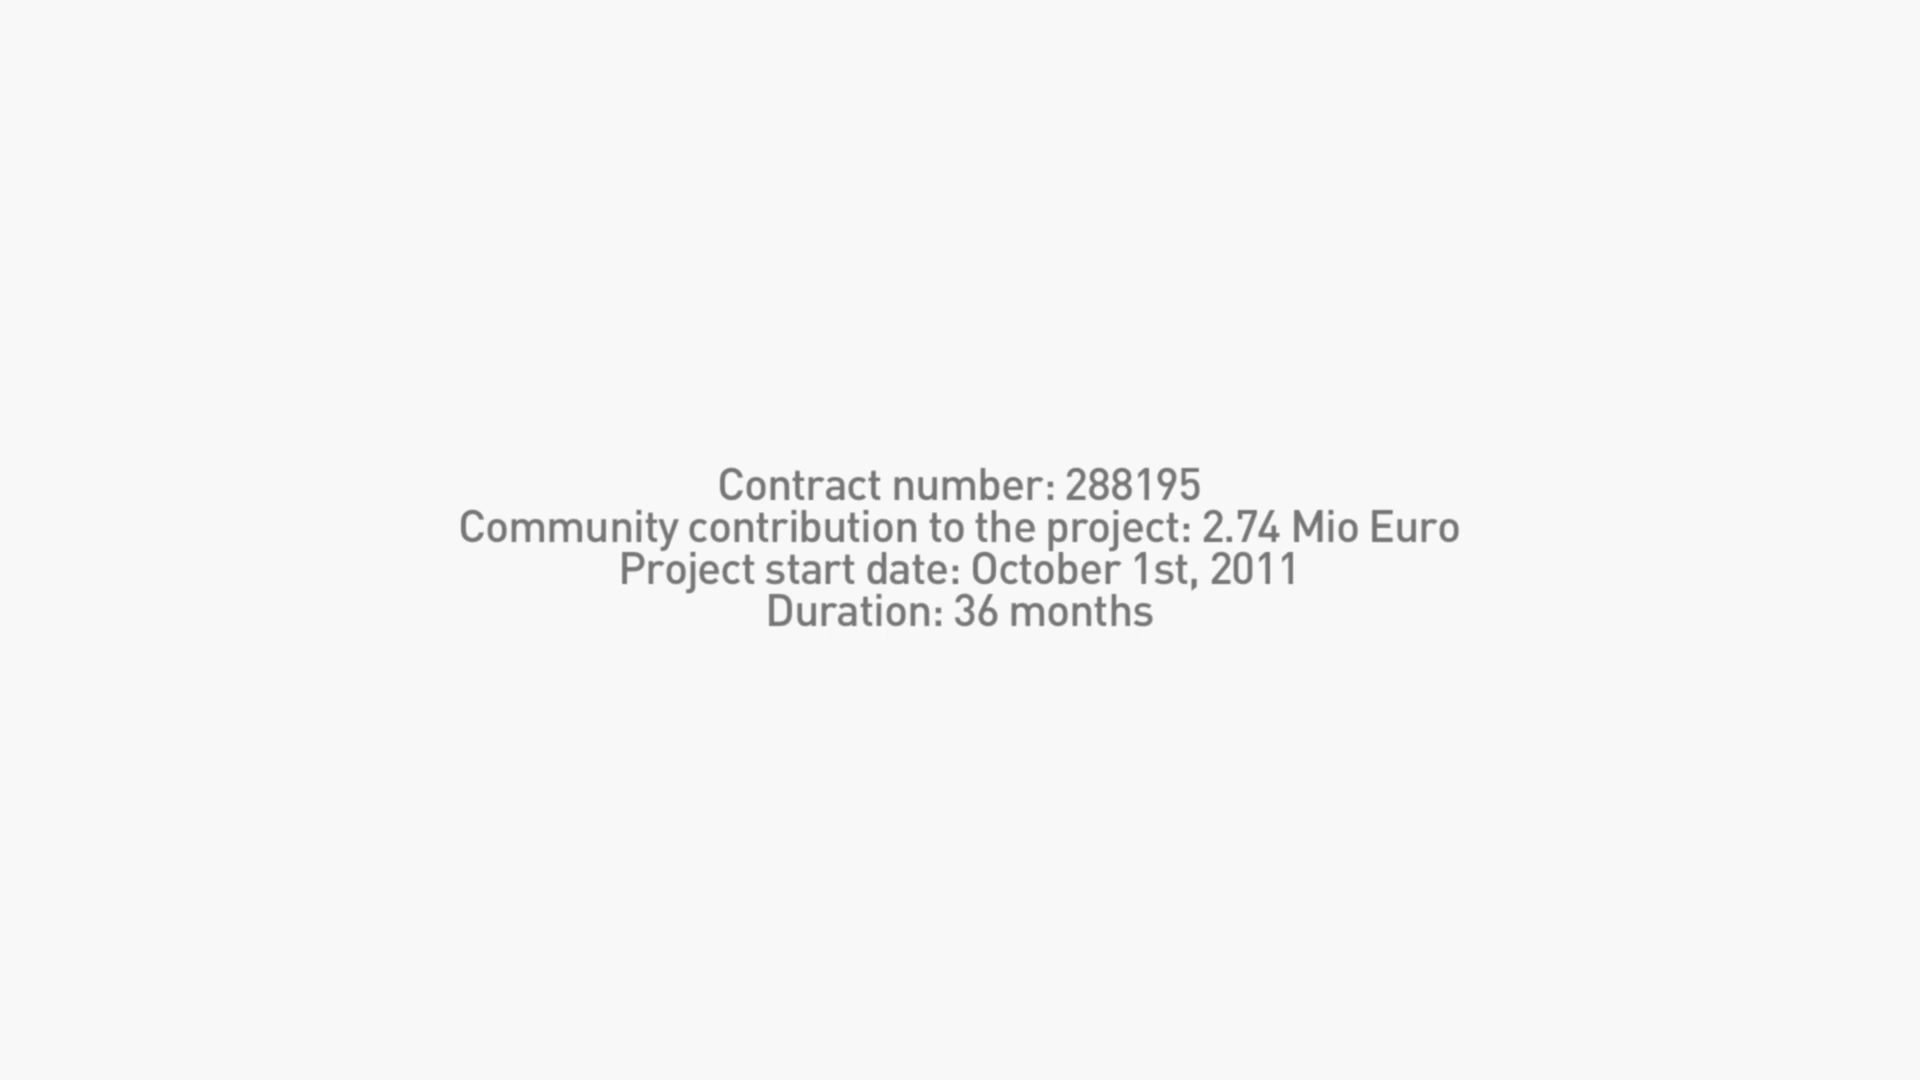 Contract number: 288195
Community contribution to the project: 2.74 Mio Euro
Project start date: October 1st, 2011
Duration: 36 months